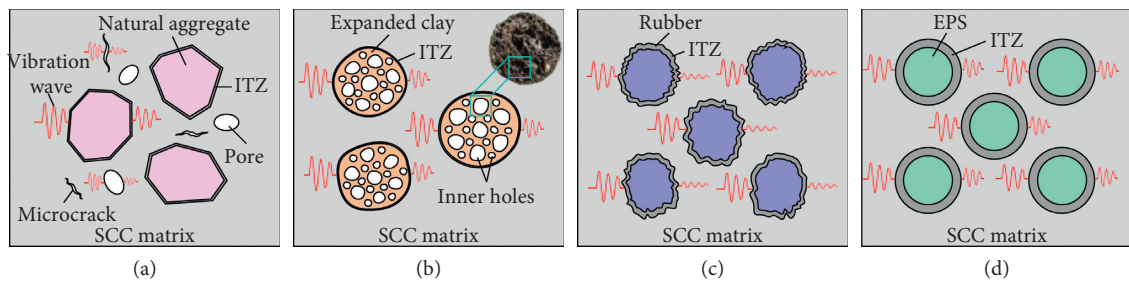 Natural aggregate
Vibration
wave
ITZ
Pore
Microcrack
SCC matrix
(a)
Expanded clay
ITZ
Inner holes
SCC matrix
(b)
Rubber
ITZ
SCC matrix
(c)
EPS
ITZ
SCC matrix
(d)